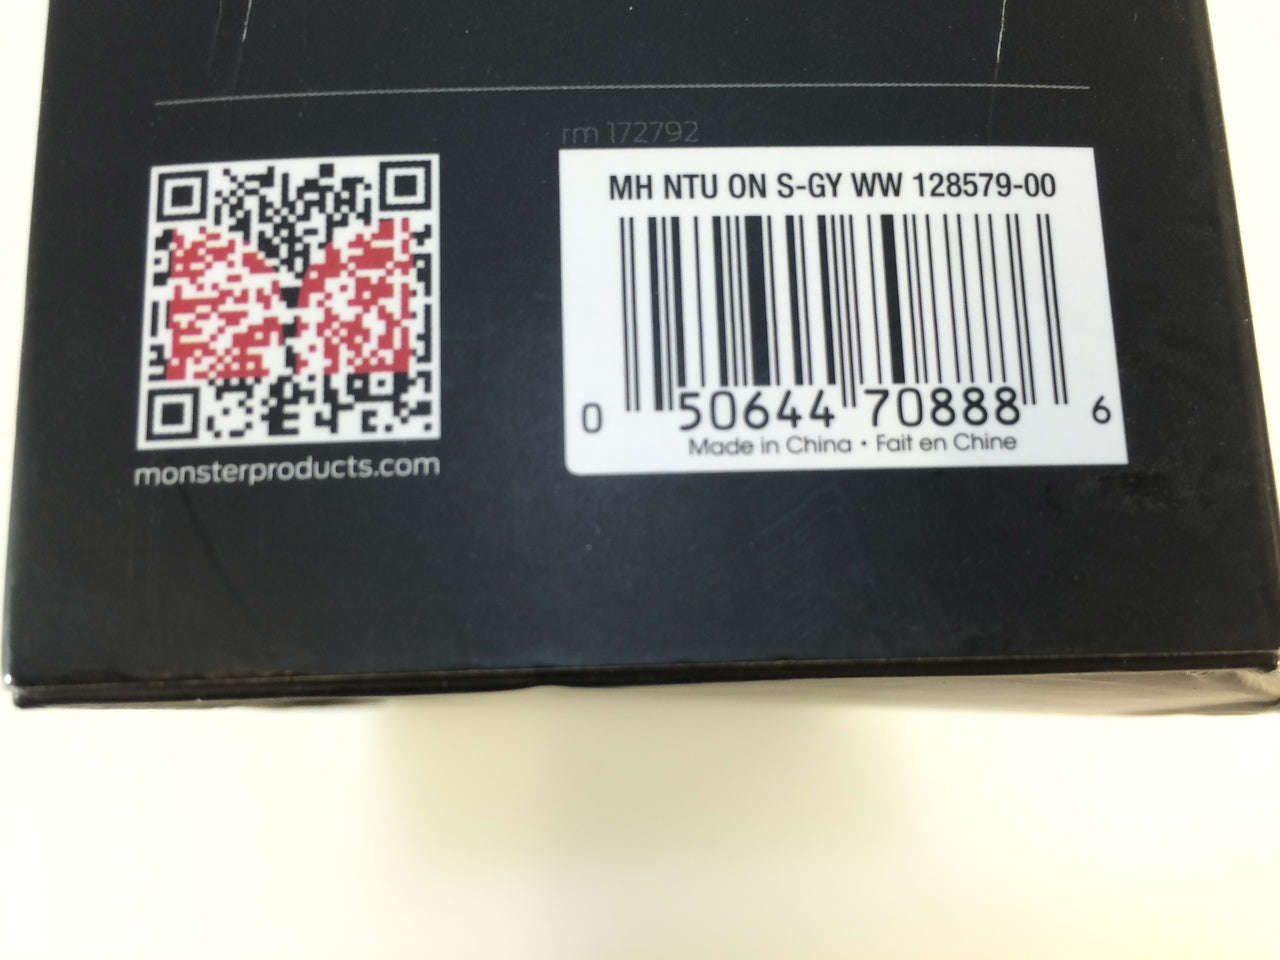 rm 172792
MH NTU ON S-GY WW 128579-00
0 50644 70888 6
Made in China • Fait en Chine
monsterproducts.com